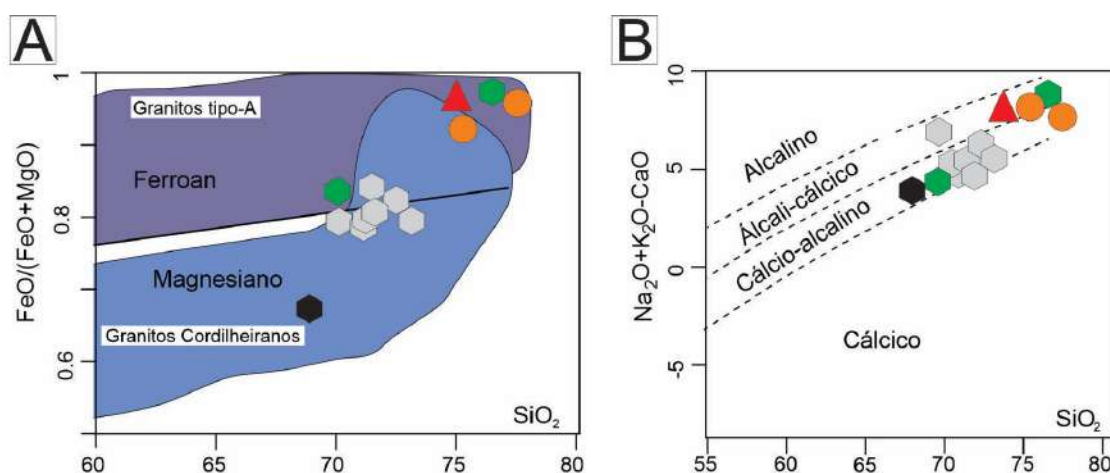 A
FeO/(FeO+MgO)
1
0.8
0.6
Granitos tipo-A
Ferroan
Magnesiano
Granitos Cordilheiranos
SiO₂
60 65 70 75 80
B
Na₂O+K₂O-CaO
10
5
0
-5
Alcalino
Álcali-cálcico
Cálcio-alcalino
Cálcico
SiO₂
55 60 65 70 75 80